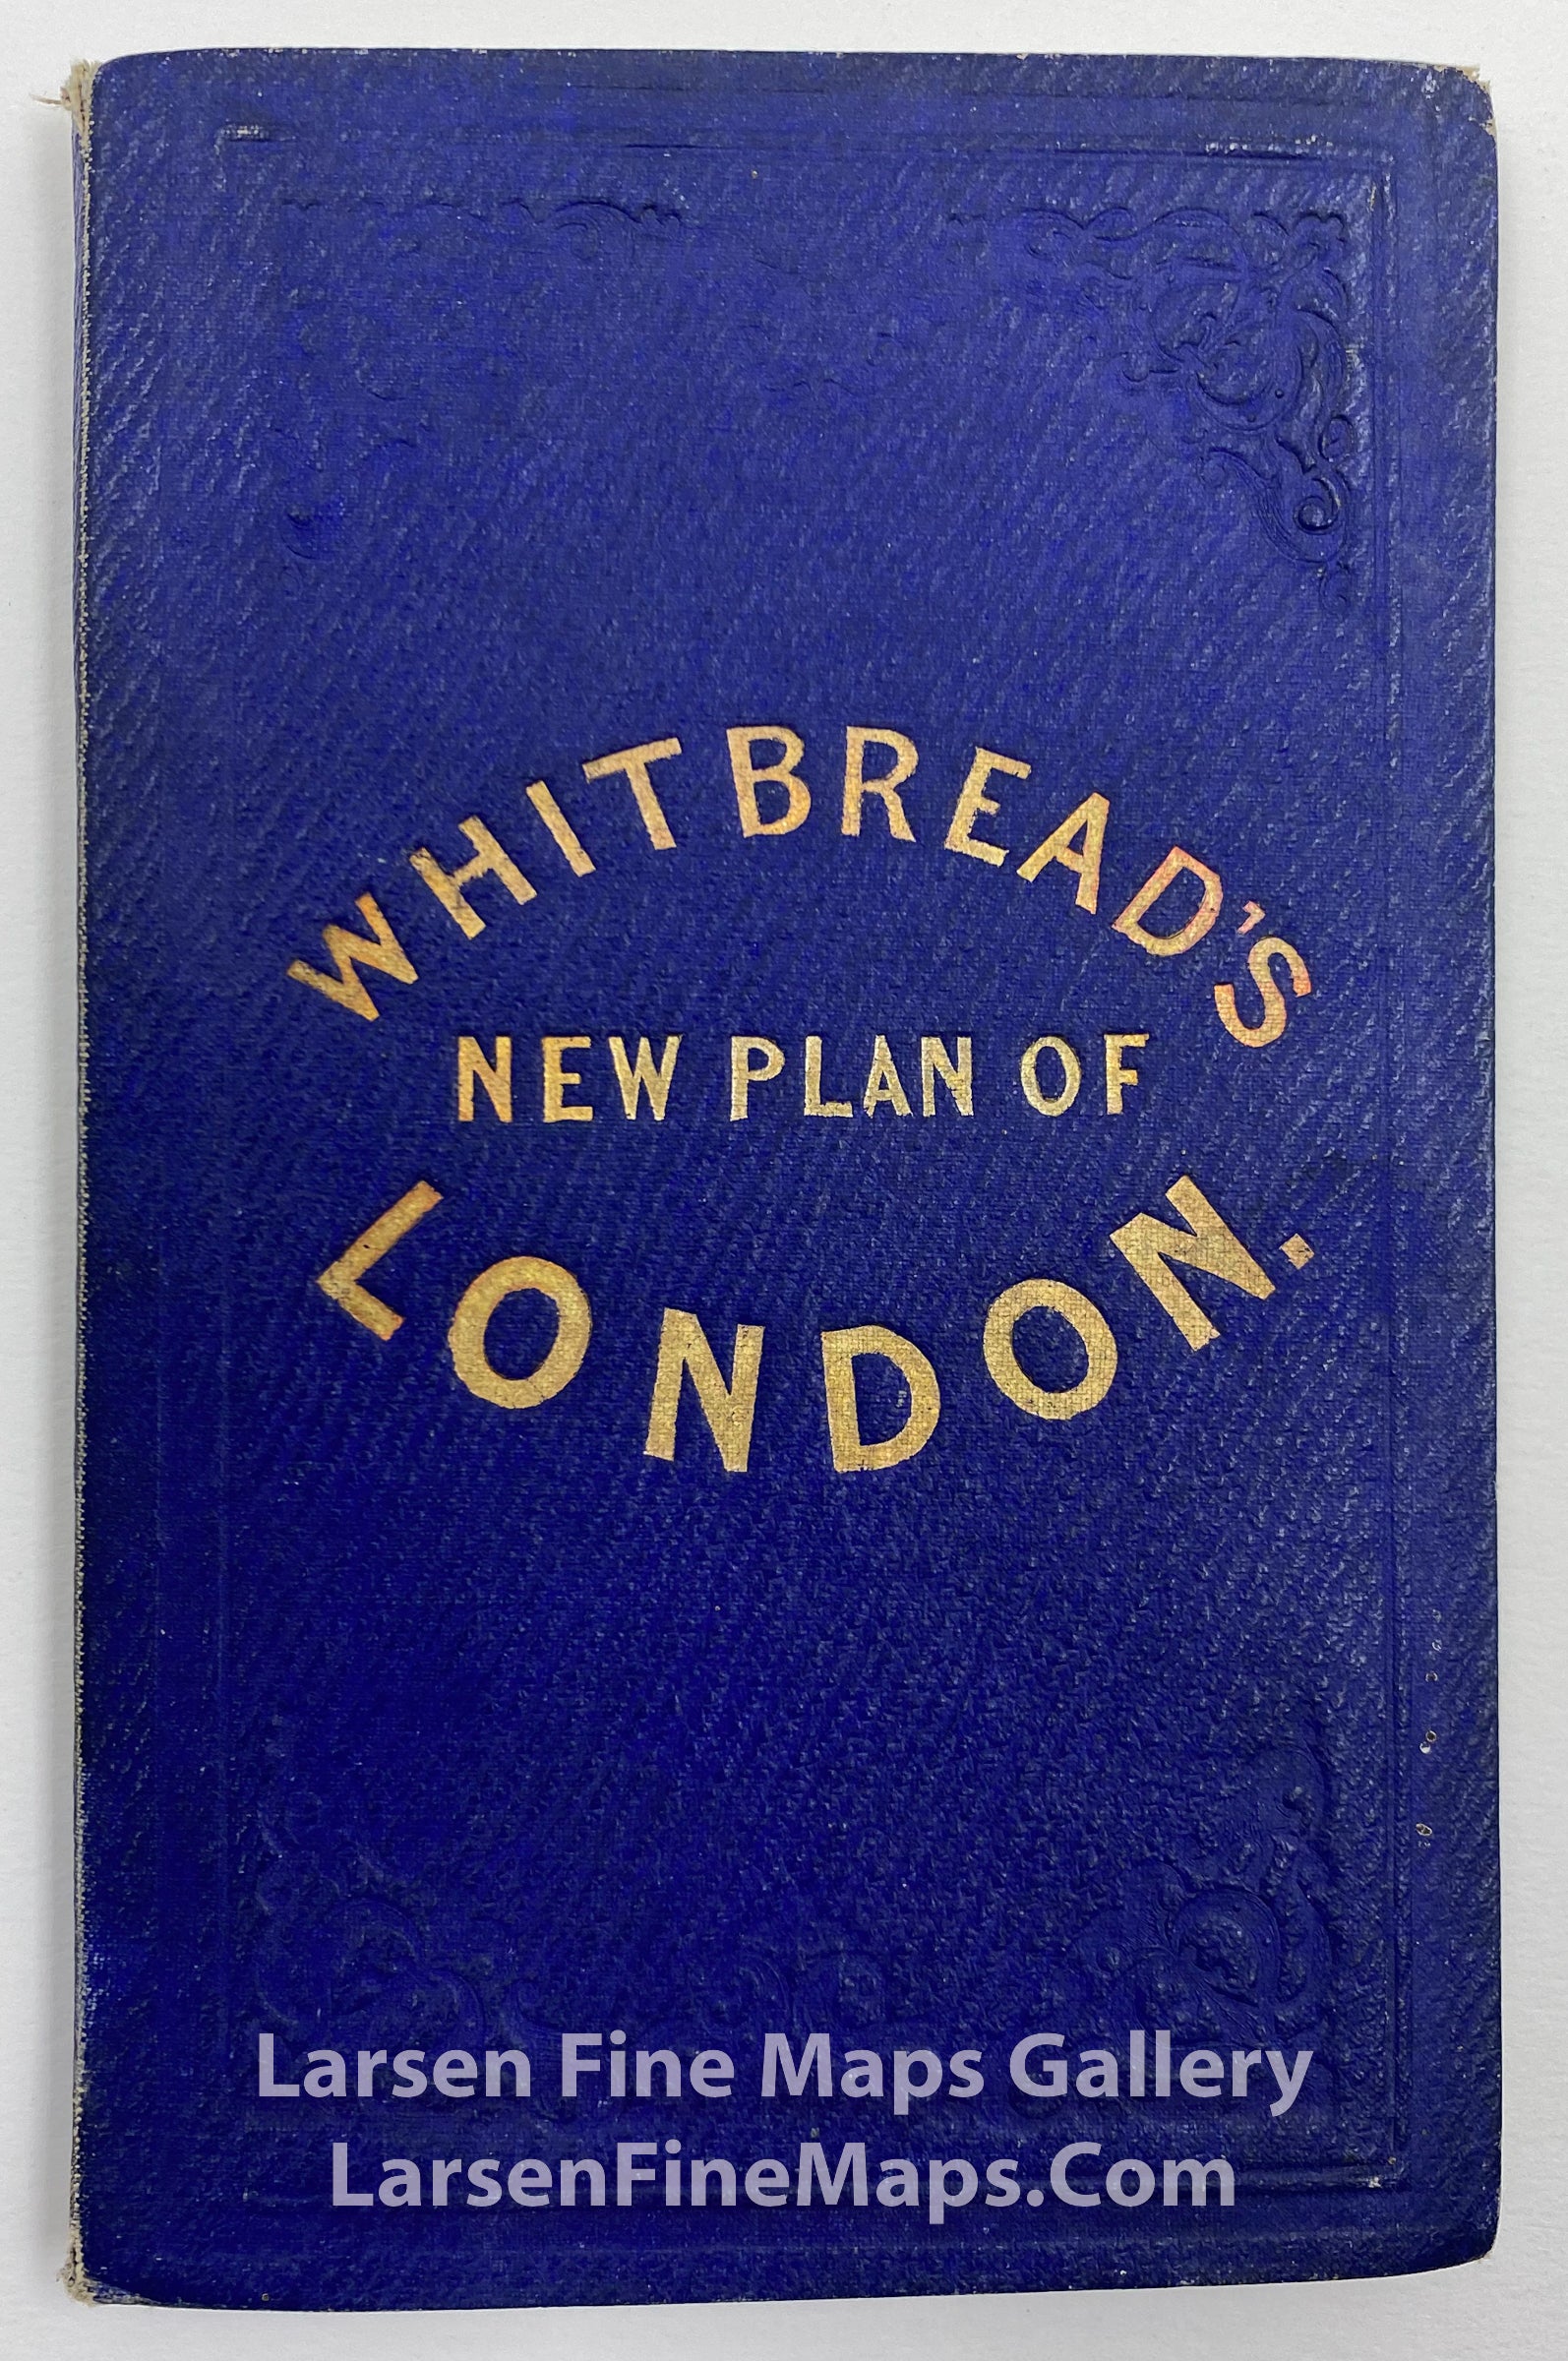 WHITBREAD'S
NEW PLAN OF
LONDON.
Larsen Fine Maps Gallery
LarsenFineMaps.Com